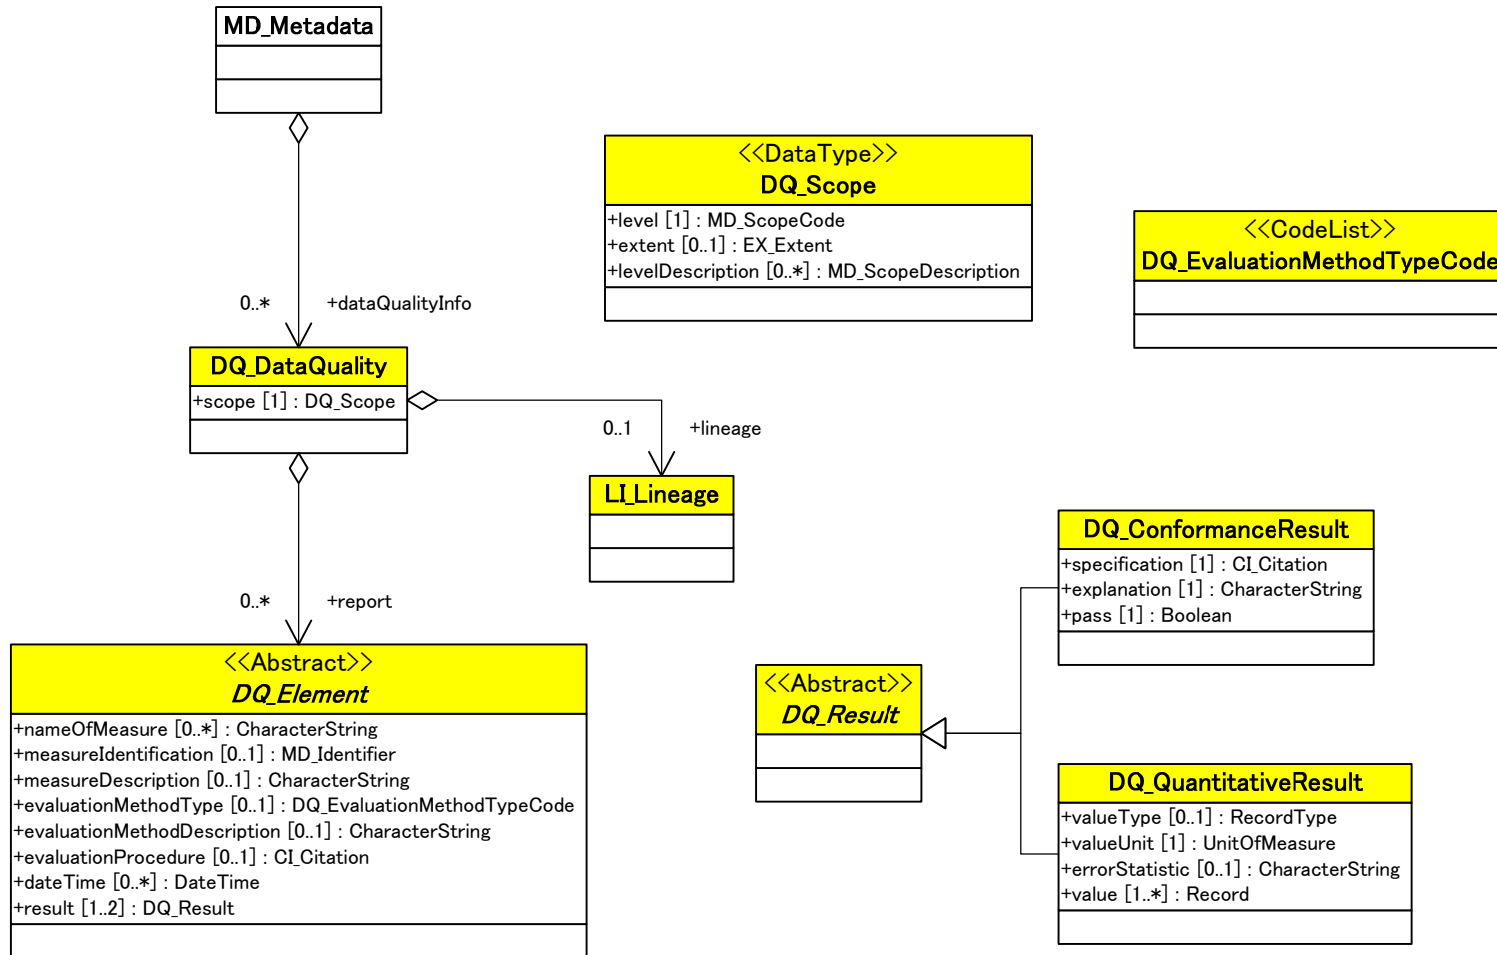 MD_Metadata
<<DataType>>
DQ_Scope
+level [1] : MD_ScopeCode
+extent [0..1] : EX_Extent
+levelDescription [0..*] : MD_ScopeDescription
<<CodeList>>
DQ_EvaluationMethodTypeCode
0..*
+dataQualityInfo
DQ_DataQuality
+scope [1] : DQ_Scope
0..1
+lineage
LI_Lineage
0..*
+report
<<Abstract>>
DQ_Element
+nameOfMeasure [0..*] : CharacterString
+measureIdentification [0..1] : MD_Identifier
+measureDescription [0..1] : CharacterString
+evaluationMethodType [0..1] : DQ_EvaluationMethodTypeCode
+evaluationMethodDescription [0..1] : CharacterString
+evaluationProcedure [0..1] : CI_Citation
+dateTime [0..*] : DateTime
+result [1..2] : DQ_Result
<<Abstract>>
DQ_Result
DQ_ConformanceResult
+specification [1] : CI_Citation
+explanation [1] : CharacterString
+pass [1] : Boolean
DQ_QuantitativeResult
+valueType [0..1] : RecordType
+valueUnit [1] : UnitOfMeasure
+errorStatistic [0..1] : CharacterString
+value [1..*] : Record